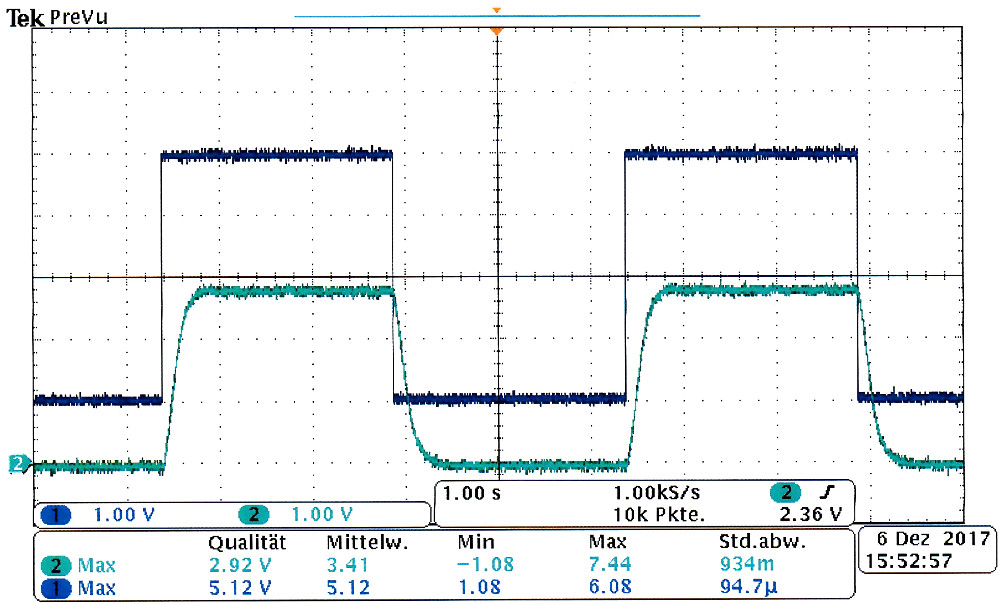 Tek PreVu
2
1 1.00 V 2 1.00 V
1.00 s 1.00kS/s 2
10k Pkte. 2.36 V
Qualität Mittelw. Min Max Std.abw.
2 Max 2.92 V 3.41 −1.08 7.44 934m
1 Max 5.12 V 5.12 1.08 6.08 94.7µ
6 Dez 2017
15:52:57